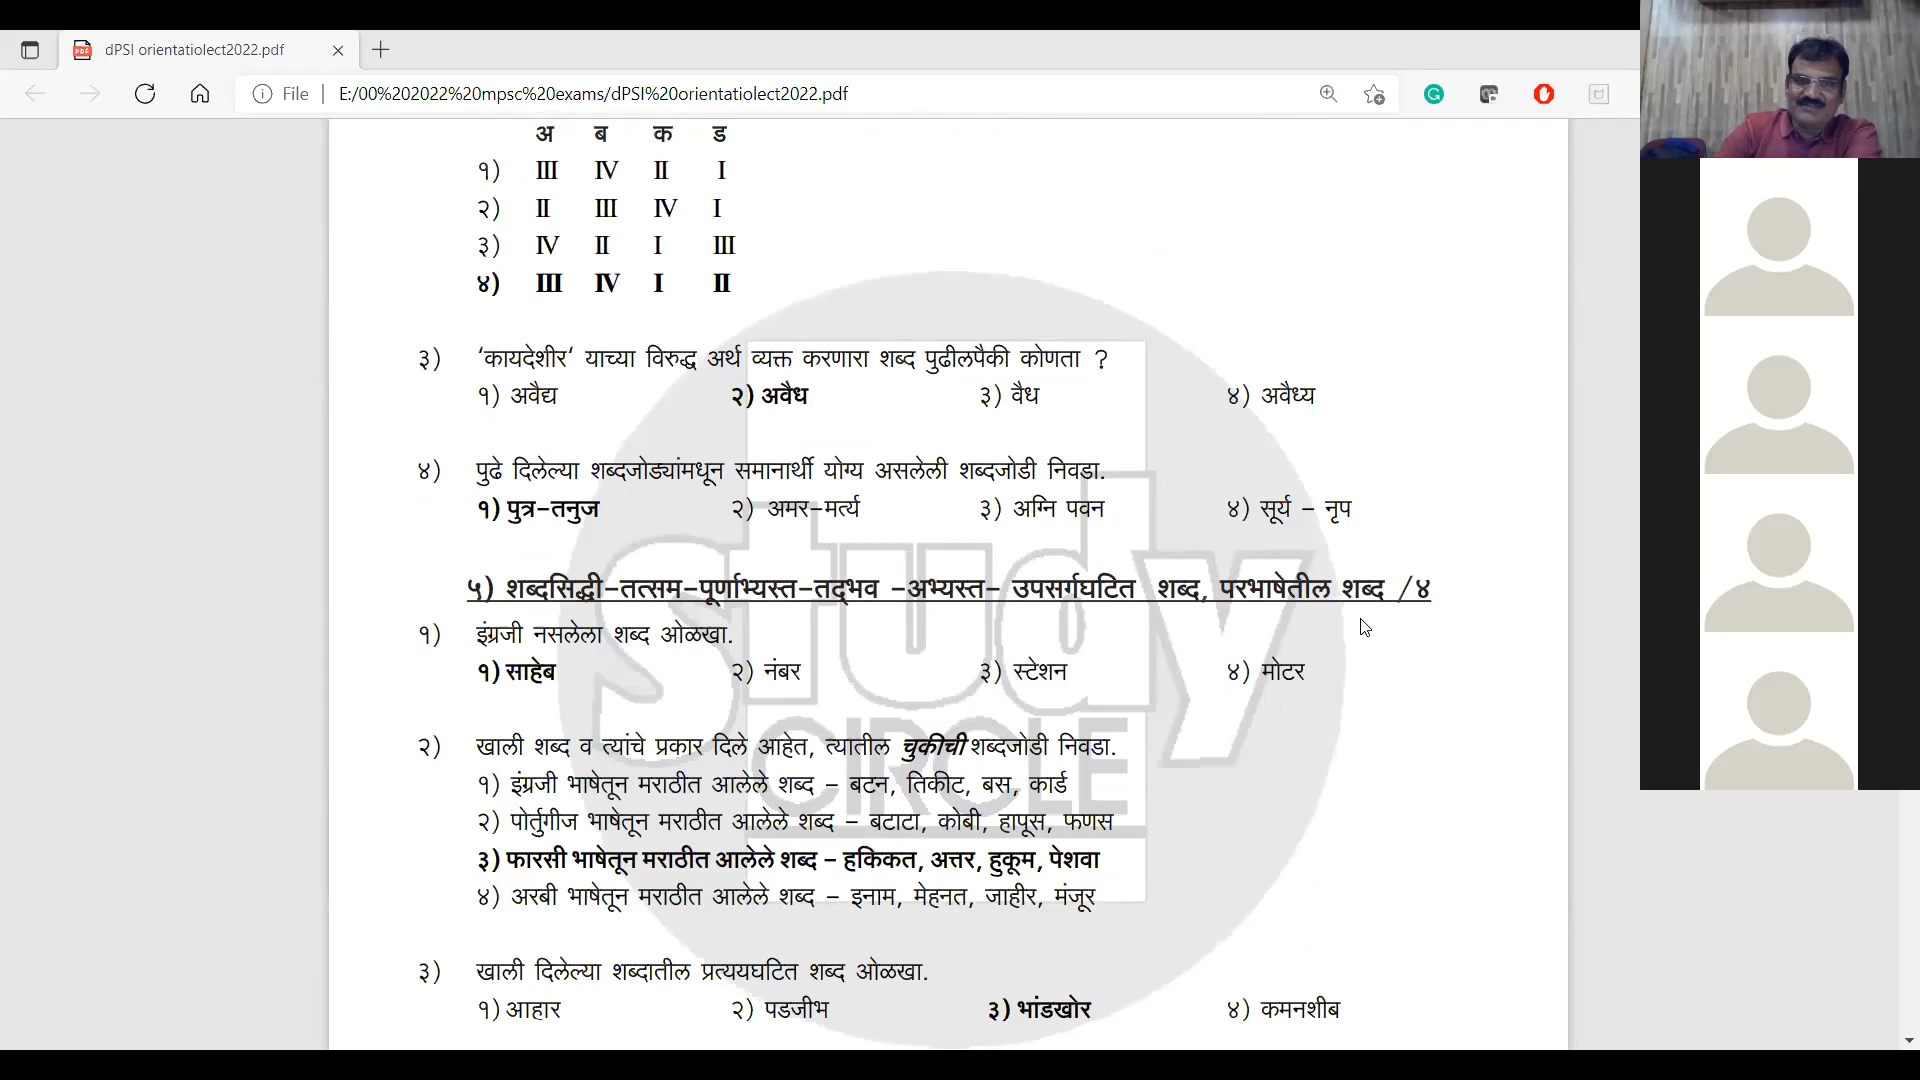 dPSI orientatiolect2022.pdf
File
E:/00%202022%20mpsc%20exams/dPSI%20orientatiolect2022.pdf
अ ब क ड
१) III IV II I
२) II III IV I
३) IV II I III
४) III IV I II
३) ‘कायदेशीर‘ याच्या विरुद्ध अर्थ व्यक्त करणारा शब्द पुढीलपैकी कोणता ?
१) अवैद्य २) अवैध ३) वैध ४) अवैध्य
४) पुढे दिलेल्या शब्दजोड्यांमधून समानार्थी योग्य असलेली शब्दजोडी निवडा.
१) पुत्र-तनुज २) अमर-मर्त्य ३) अग्नि पवन ४) सूर्य - नृप
५) शब्दसिद्धी-तत्सम-पूर्णाभ्यस्त-तद्भव -अभ्यस्त- उपसर्गघटित शब्द, परभाषेतील शब्द /४
१) इंग्रजी नसलेला शब्द ओळखा.
१) साहेब २) नंबर ३) स्टेशन ४) मोटर
२) खाली शब्द व त्यांचे प्रकार दिले आहेत, त्यातील चुकीची शब्दजोडी निवडा.
१) इंग्रजी भाषेतून मराठीत आलेले शब्द - बटन, तिकीट, बस, कार्ड
२) पोर्तुगीज भाषेतून मराठीत आलेले शब्द - बटाटा, कोबी, हापूस, फणस
३) फारसी भाषेतून मराठीत आलेले शब्द - हकिकत, अत्तर, हुकूम, पेशवा
४) अरबी भाषेतून मराठीत आलेले शब्द - इनाम, मेहनत, जाहीर, मंजूर
३) खाली दिलेल्या शब्दातील प्रत्ययघटित शब्द ओळखा.
१) आहार २) पडजीभ ३) भांडखोर ४) कमनशीब
study
CIRCLE